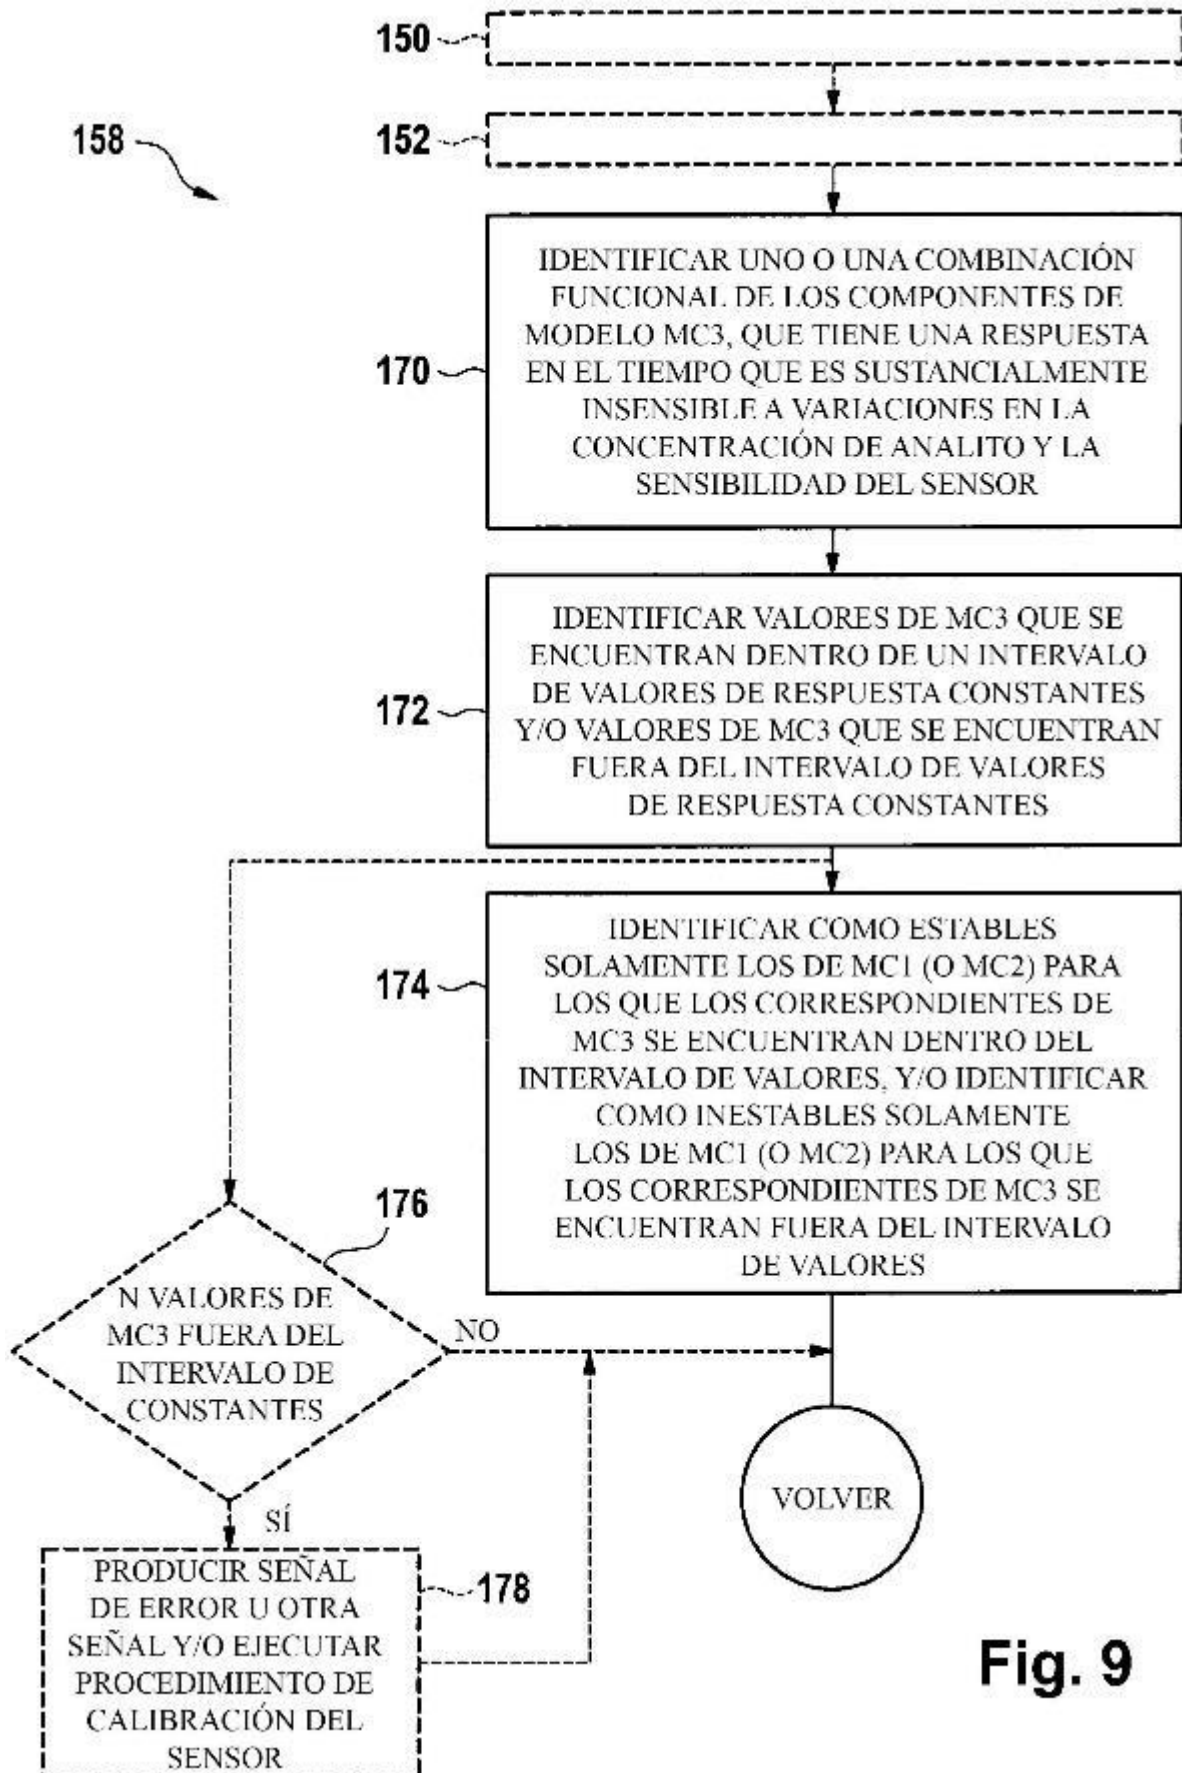 150
152
158
IDENTIFICAR UNO O UNA COMBINACIÓN
FUNCIONAL DE LOS COMPONENTES DE
MODELO MC3, QUE TIENE UNA RESPUESTA
EN EL TIEMPO QUE ES SUSTANCIALMENTE
INSENSIBLE A VARIACIONES EN LA
CONCENTRACIÓN DE ANALITO Y LA
SENSIBILIDAD DEL SENSOR
170
IDENTIFICAR VALORES DE MC3 QUE SE
ENCUENTRAN DENTRO DE UN INTERVALO
DE VALORES DE RESPUESTA CONSTANTES
Y/O VALORES DE MC3 QUE SE ENCUENTRAN
FUERA DEL INTERVALO DE VALORES
DE RESPUESTA CONSTANTES
172
IDENTIFICAR COMO ESTABLES
SOLAMENTE LOS DE MC1 (O MC2) PARA
LOS QUE LOS CORRESPONDIENTES DE
MC3 SE ENCUENTRAN DENTRO DEL
INTERVALO DE VALORES, Y/O IDENTIFICAR
COMO INESTABLES SOLAMENTE
LOS DE MC1 (O MC2) PARA LOS QUE
LOS CORRESPONDIENTES DE MC3 SE
ENCUENTRAN FUERA DEL INTERVALO
DE VALORES
174
176
N VALORES DE
MC3 FUERA DEL
INTERVALO DE
CONSTANTES
NO
SÍ
VOLVER
PRODUCIR SEÑAL
DE ERROR U OTRA
SEÑAL Y/O EJECUTAR
PROCEDIMIENTO DE
CALIBRACIÓN DEL
SENSOR
178
Fig. 9